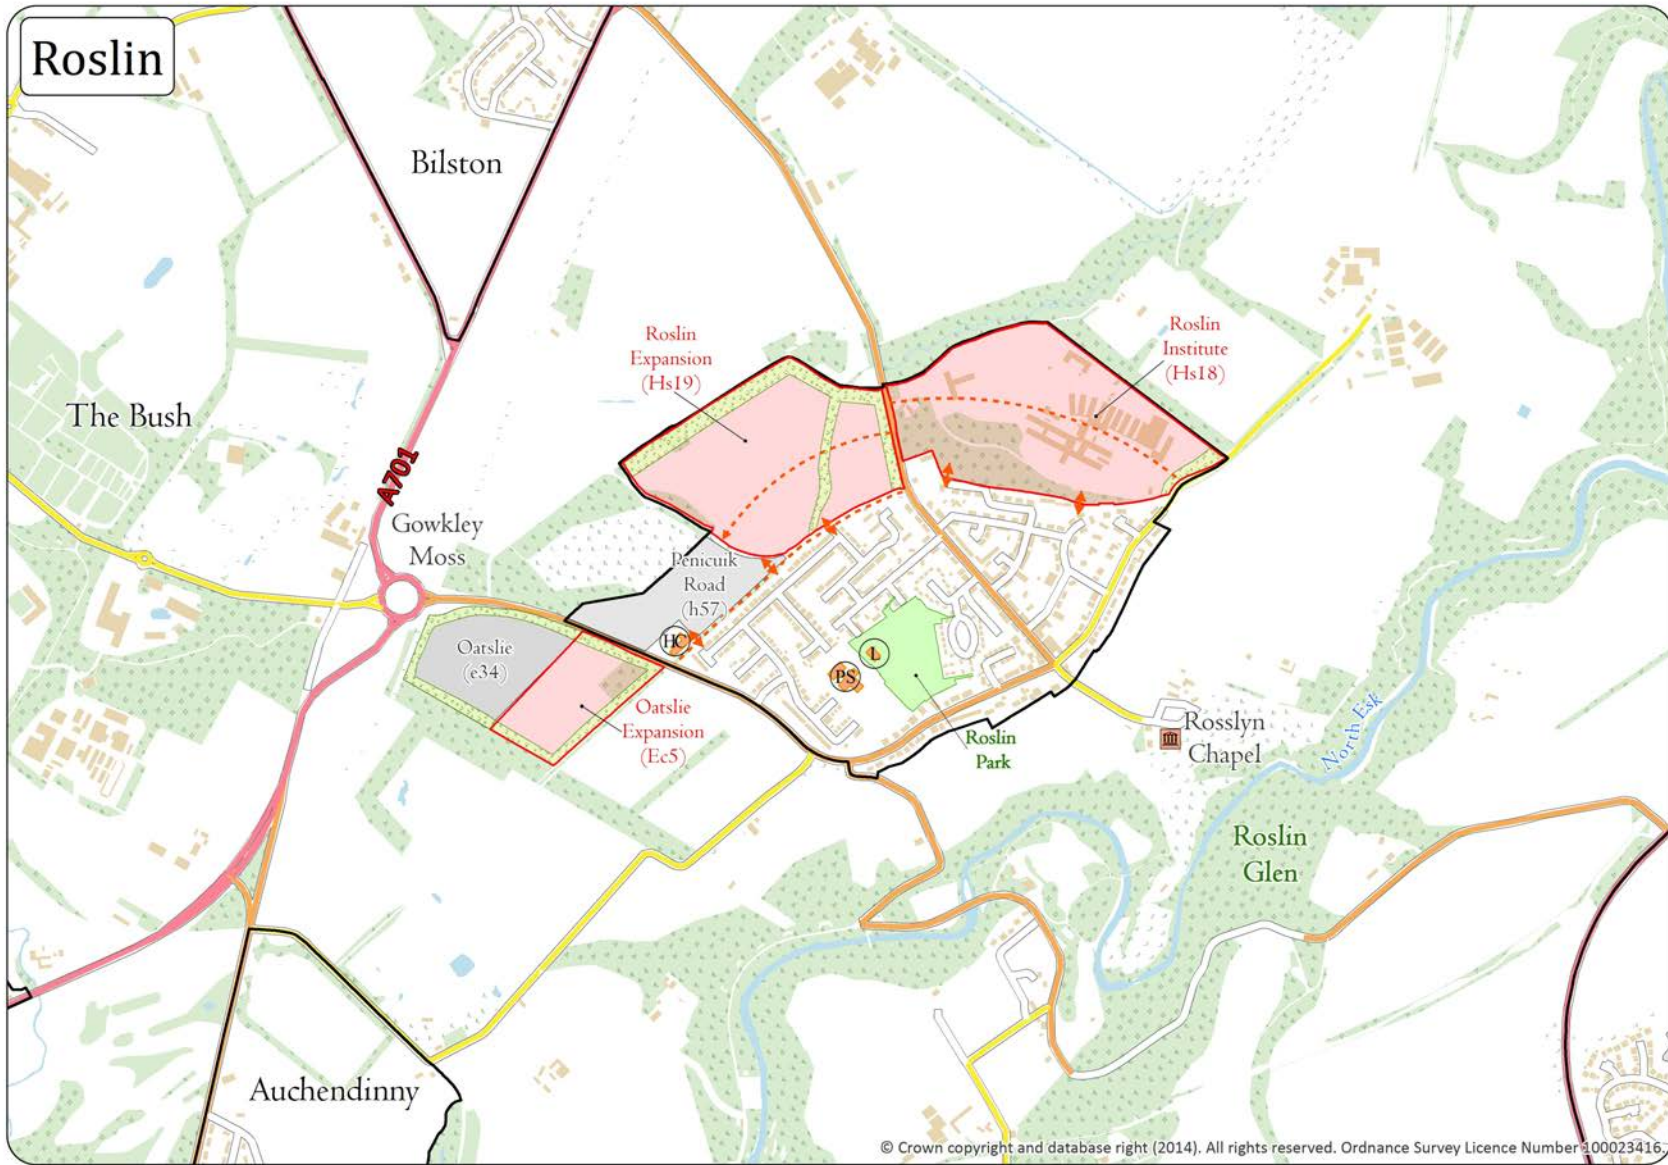 Roslin
Bilston
Roslin
Expansion
(Hs19)
Roslin
Institute
(Hs18)
The Bush
A701
Gowkley
Moss
Penicuik
Road
(h57)
HC
Oatslie
(e34)
L
PS
Oatslie
Expansion
(Ec5)
Roslin
Park
Rosslyn
Chapel
North Esk
Roslin
Glen
Auchendinny
© Crown copyright and database right (2014). All rights reserved. Ordnance Survey Licence Number 100023416.